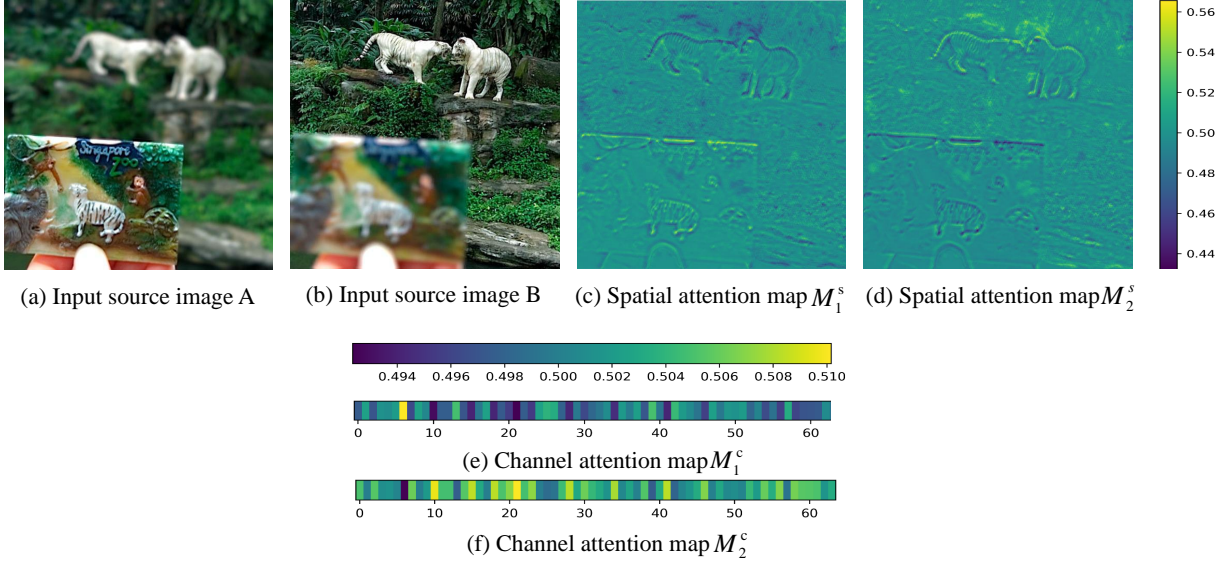 Singapore
Zoo
0.56
0.54
0.52
0.50
0.48
0.46
0.44
(a) Input source image A
(b) Input source image B
(c) Spatial attention map M₁ˢ
(d) Spatial attention map M₂ˢ
0.494 0.496 0.498 0.500 0.502 0.504 0.506 0.508 0.510
0 10 20 30 40 50 60
(e) Channel attention map M₁ᶜ
0 10 20 30 40 50 60
(f) Channel attention map M₂ᶜ